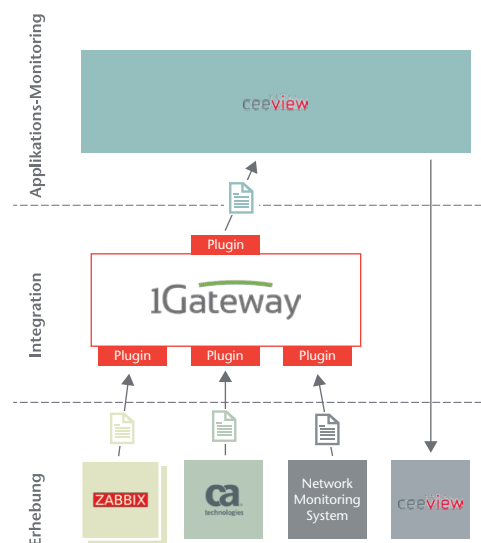 Applikations-Monitoring
ceeview
Plugin
Integration
1Gateway
Plugin
Plugin
Plugin
Erhebung
ZABBIX
ca
technologies
Network
Monitoring
System
ceeview